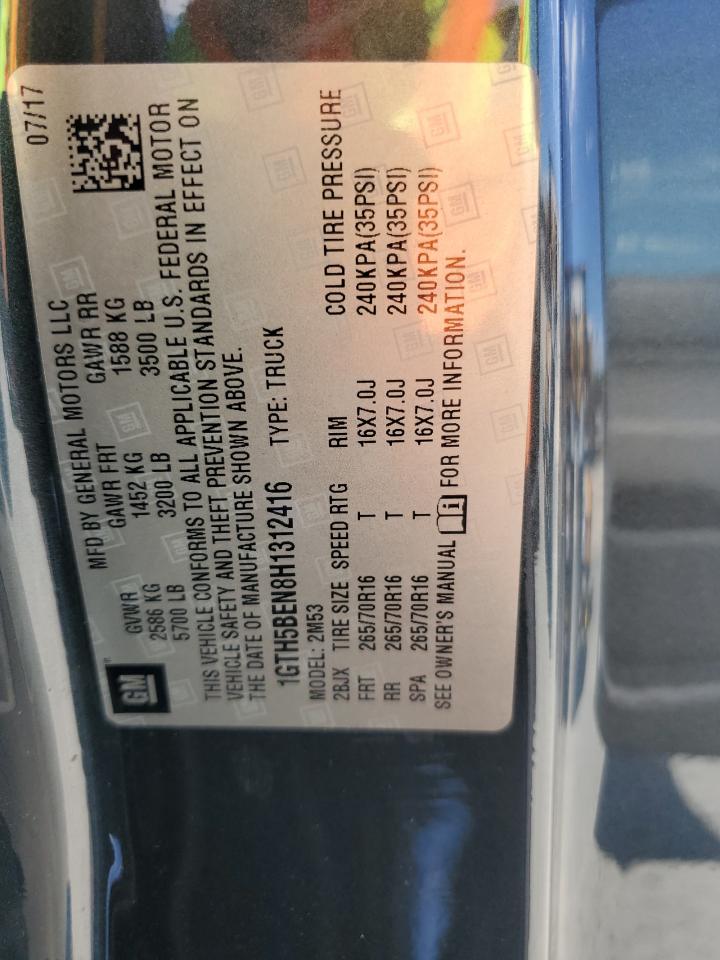 07/17
MFD BY GENERAL MOTORS LLC
GVWR GAWR FRT GAWR RR
2586 KG 1452 KG 1588 KG
5700 LB 3200 LB 3500 LB
THIS VEHICLE CONFORMS TO ALL APPLICABLE U.S. FEDERAL MOTOR
VEHICLE SAFETY AND THEFT PREVENTION STANDARDS IN EFFECT ON
THE DATE OF MANUFACTURE SHOWN ABOVE.
1GTH5BEN8H1312416 TYPE: TRUCK
MODEL: 2M53
2BJX TIRE SIZE SPEED RTG RIM COLD TIRE PRESSURE
FRT 265/70R16 T 16X7.0J 240KPA(35PSI)
RR 265/70R16 T 16X7.0J 240KPA(35PSI)
SPA 265/70R16 T 16X7.0J 240KPA(35PSI)
SEE OWNER'S MANUAL FOR MORE INFORMATION.
GM